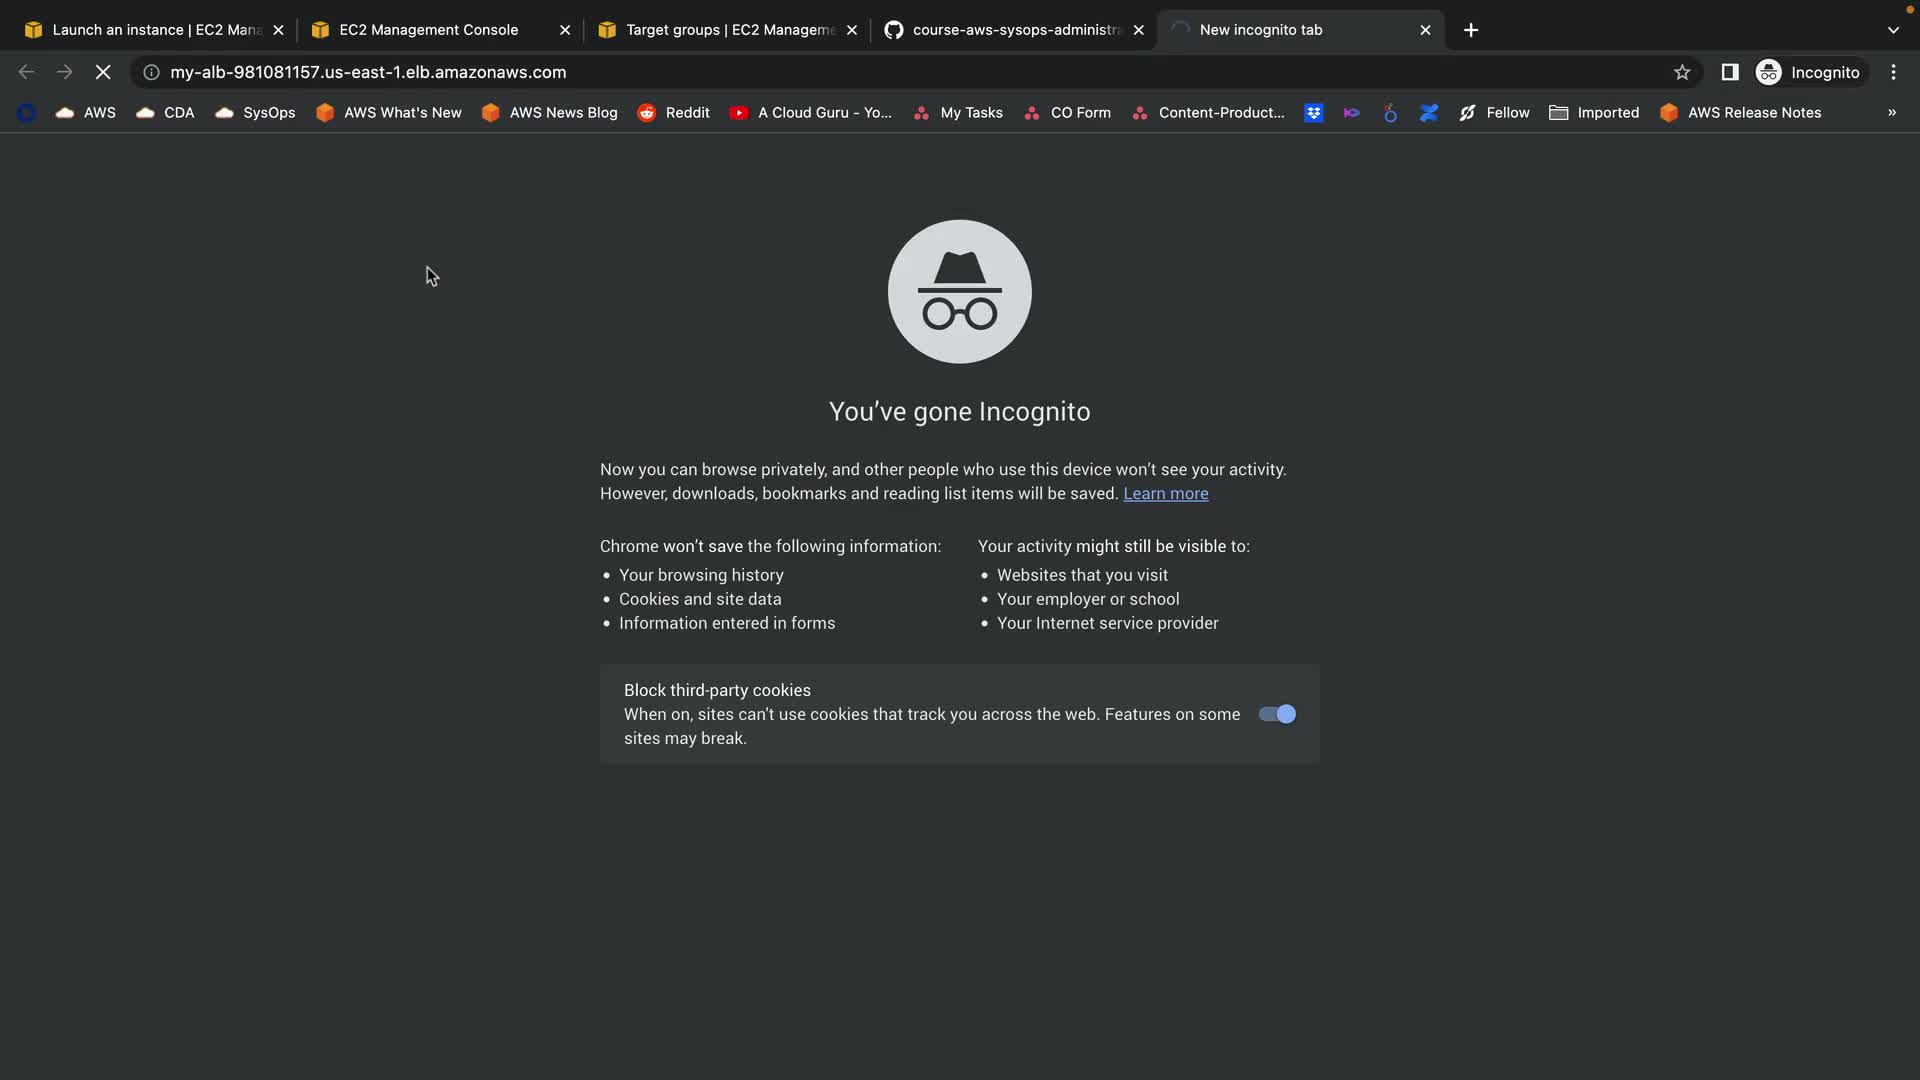 Launch an instance | EC2 Mana
EC2 Management Console
Target groups | EC2 Manageme
course-aws-sysops-administra
New incognito tab
my-alb-981081157.us-east-1.elb.amazonaws.com
Incognito
AWS
CDA
SysOps
AWS What's New
AWS News Blog
Reddit
A Cloud Guru - Yo...
My Tasks
CO Form
Content-Product...
Fellow
Imported
AWS Release Notes
»
You've gone Incognito
Now you can browse privately, and other people who use this device won't see your activity.
However, downloads, bookmarks and reading list items will be saved. Learn more
Chrome won't save the following information:
• Your browsing history
• Cookies and site data
• Information entered in forms
Your activity might still be visible to:
• Websites that you visit
• Your employer or school
• Your Internet service provider
Block third-party cookies
When on, sites can't use cookies that track you across the web. Features on some
sites may break.